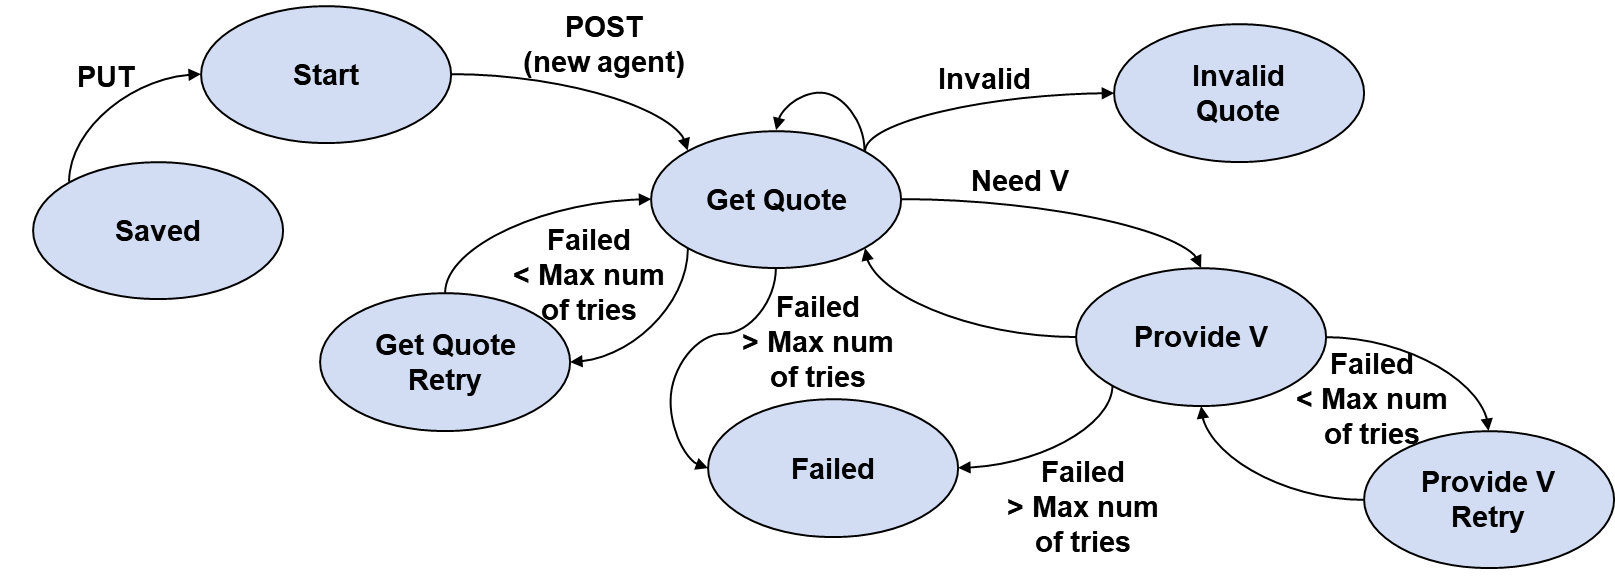 POST
(new agent)
PUT
Start
Invalid
Invalid
Quote
Saved
Get Quote
Need V
Failed
< Max num
of tries
Get Quote
Retry
Failed
> Max num
of tries
Provide V
Failed
< Max num
of tries
Failed
Failed
> Max num
of tries
Provide V
Retry